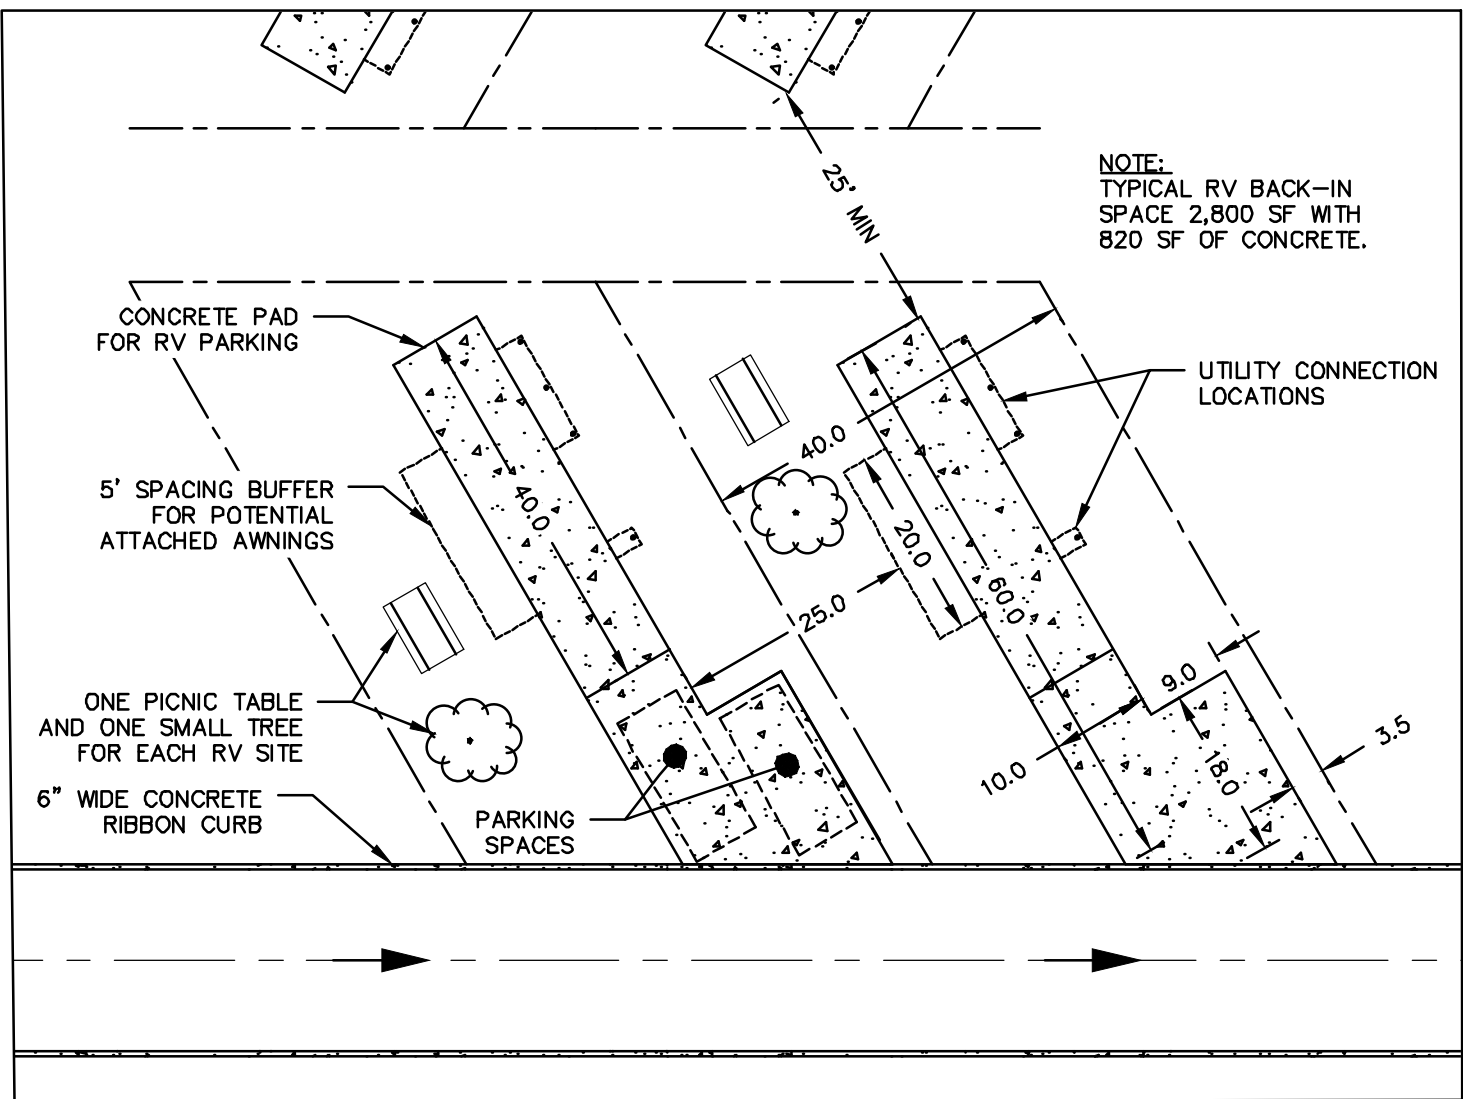 25' MIN
NOTE:
TYPICAL RV BACK-IN
SPACE 2,800 SF WITH
820 SF OF CONCRETE.
CONCRETE PAD
FOR RV PARKING
UTILITY CONNECTION
LOCATIONS
40.0
5' SPACING BUFFER
FOR POTENTIAL
ATTACHED AWNINGS
40.0
20.0
60.0
25.0
9.0
ONE PICNIC TABLE
AND ONE SMALL TREE
FOR EACH RV SITE
3.5
10.0
18.0
6" WIDE CONCRETE
RIBBON CURB
PARKING
SPACES